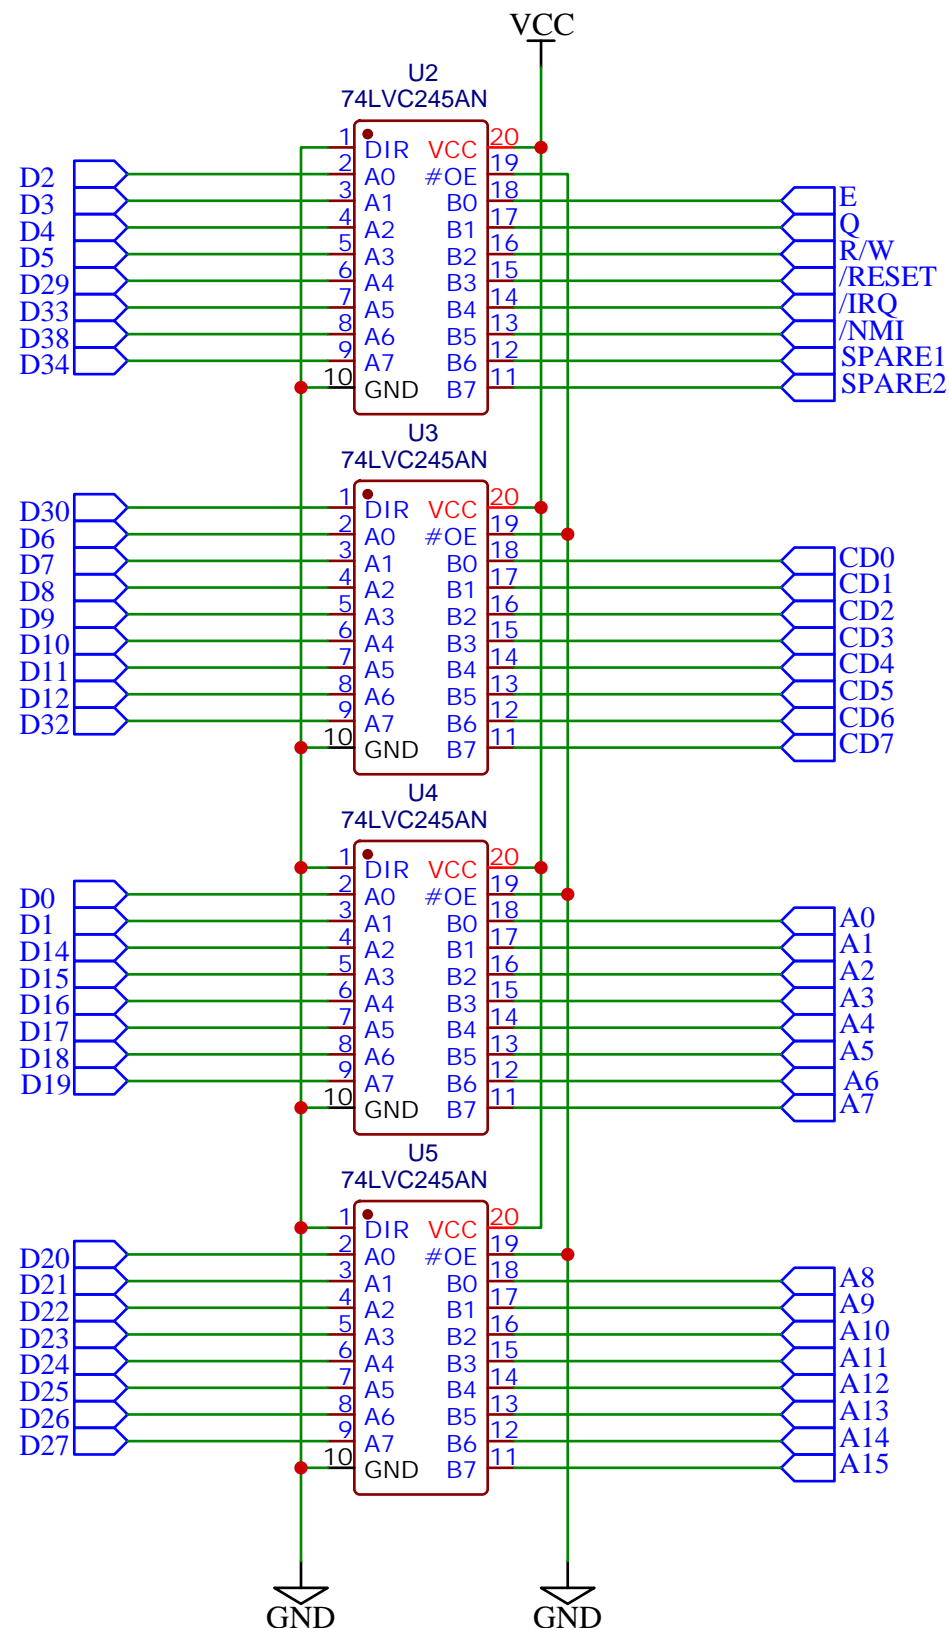 VCC
U2
74LVC245AN
1 DIR VCC 20
D2 2 A0 #OE 19
D3 3 A1 B0 18 E
D4 4 A2 B1 17 Q
D5 5 A3 B2 16 R/W
D29 6 A4 B3 15 /RESET
D33 7 A5 B4 14 /IRQ
D38 8 A6 B5 13 /NMI
D34 9 A7 B6 12 SPARE1
10 GND B7 11 SPARE2
U3
74LVC245AN
D30 1 DIR VCC 20
D6 2 A0 #OE 19
D7 3 A1 B0 18 CD0
D8 4 A2 B1 17 CD1
D9 5 A3 B2 16 CD2
D10 6 A4 B3 15 CD3
D11 7 A5 B4 14 CD4
D12 8 A6 B5 13 CD5
D32 9 A7 B6 12 CD6
10 GND B7 11 CD7
U4
74LVC245AN
1 DIR VCC 20
D0 2 A0 #OE 19
D1 3 A1 B0 18 A0
D14 4 A2 B1 17 A1
D15 5 A3 B2 16 A2
D16 6 A4 B3 15 A3
D17 7 A5 B4 14 A4
D18 8 A6 B5 13 A5
D19 9 A7 B6 12 A6
10 GND B7 11 A7
U5
74LVC245AN
1 DIR VCC 20
D20 2 A0 #OE 19
D21 3 A1 B0 18 A8
D22 4 A2 B1 17 A9
D23 5 A3 B2 16 A10
D24 6 A4 B3 15 A11
D25 7 A5 B4 14 A12
D26 8 A6 B5 13 A13
D27 9 A7 B6 12 A14
10 GND B7 11 A15
GND GND